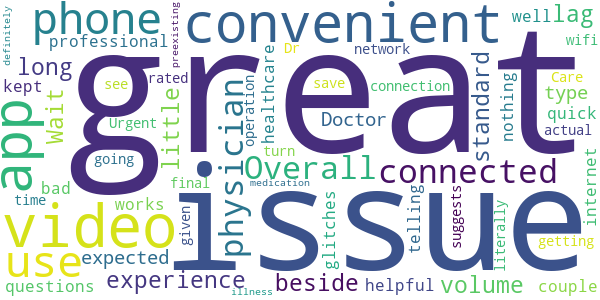 definitely
phone
professional
preexisting
convenient
well
lag
Dr
network
wifi
long
kept
rated
see
great
save
connection
Care
type
quick
actual
app
Wait
Urgent
little
physician
operation
healthcare
Doctor
standard
nothing
going
turn
Overall
connected
bad
final
medication
works
time
video
issue
given
expected
glitches
telling
suggests
literally
internet
getting
use
experience
beside
helpful
volume
couple
questions
illness